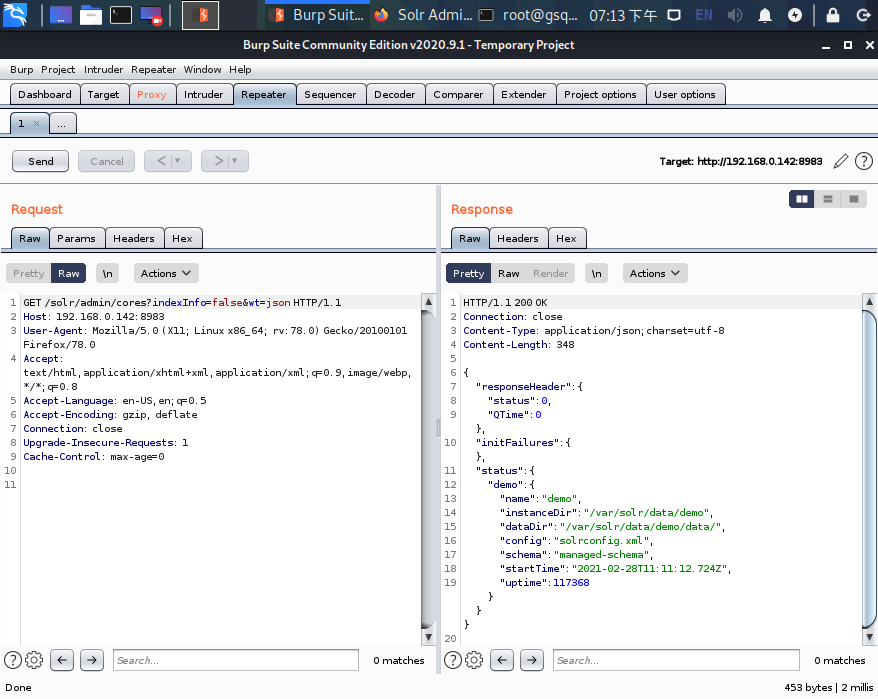 Burp Suit...
Solr Admi...
root@gsq...
07:13 下午
EN
Burp Suite Community Edition v2020.9.1 - Temporary Project
Burp Project Intruder Repeater Window Help
Dashboard Target Proxy Intruder Repeater Sequencer Decoder Comparer Extender Project options User options
1 × ...
Send Cancel < > Target: http://192.168.0.142:8983
Request
Raw Params Headers Hex
Pretty Raw \n Actions
1 GET /solr/admin/cores?indexInfo=false&wt=json HTTP/1.1
2 Host: 192.168.0.142:8983
3 User-Agent: Mozilla/5.0 (X11; Linux x86_64; rv:78.0) Gecko/20100101
Firefox/78.0
4 Accept:
text/html,application/xhtml+xml,application/xml;q=0.9,image/webp,
*/*;q=0.8
5 Accept-Language: en-US,en;q=0.5
6 Accept-Encoding: gzip, deflate
7 Connection: close
8 Upgrade-Insecure-Requests: 1
9 Cache-Control: max-age=0
10
11
Search...
0 matches
Response
Raw Headers Hex
Pretty Raw Render \n Actions
1 HTTP/1.1 200 OK
2 Connection: close
3 Content-Type: application/json;charset=utf-8
4 Content-Length: 348
5
6 {
7 "responseHeader":{
8 "status":0,
9 "QTime":0
},
10 "initFailures":{
},
11 "status":{
12 "demo":{
13 "name":"demo",
14 "instanceDir":"/var/solr/data/demo",
15 "dataDir":"/var/solr/data/demo/data/",
16 "config":"solrconfig.xml",
17 "schema":"managed-schema",
18 "startTime":"2021-02-28T11:11:12.724Z",
19 "uptime":117368
}
}
}
20
Search...
0 matches
Done
453 bytes | 2 millis